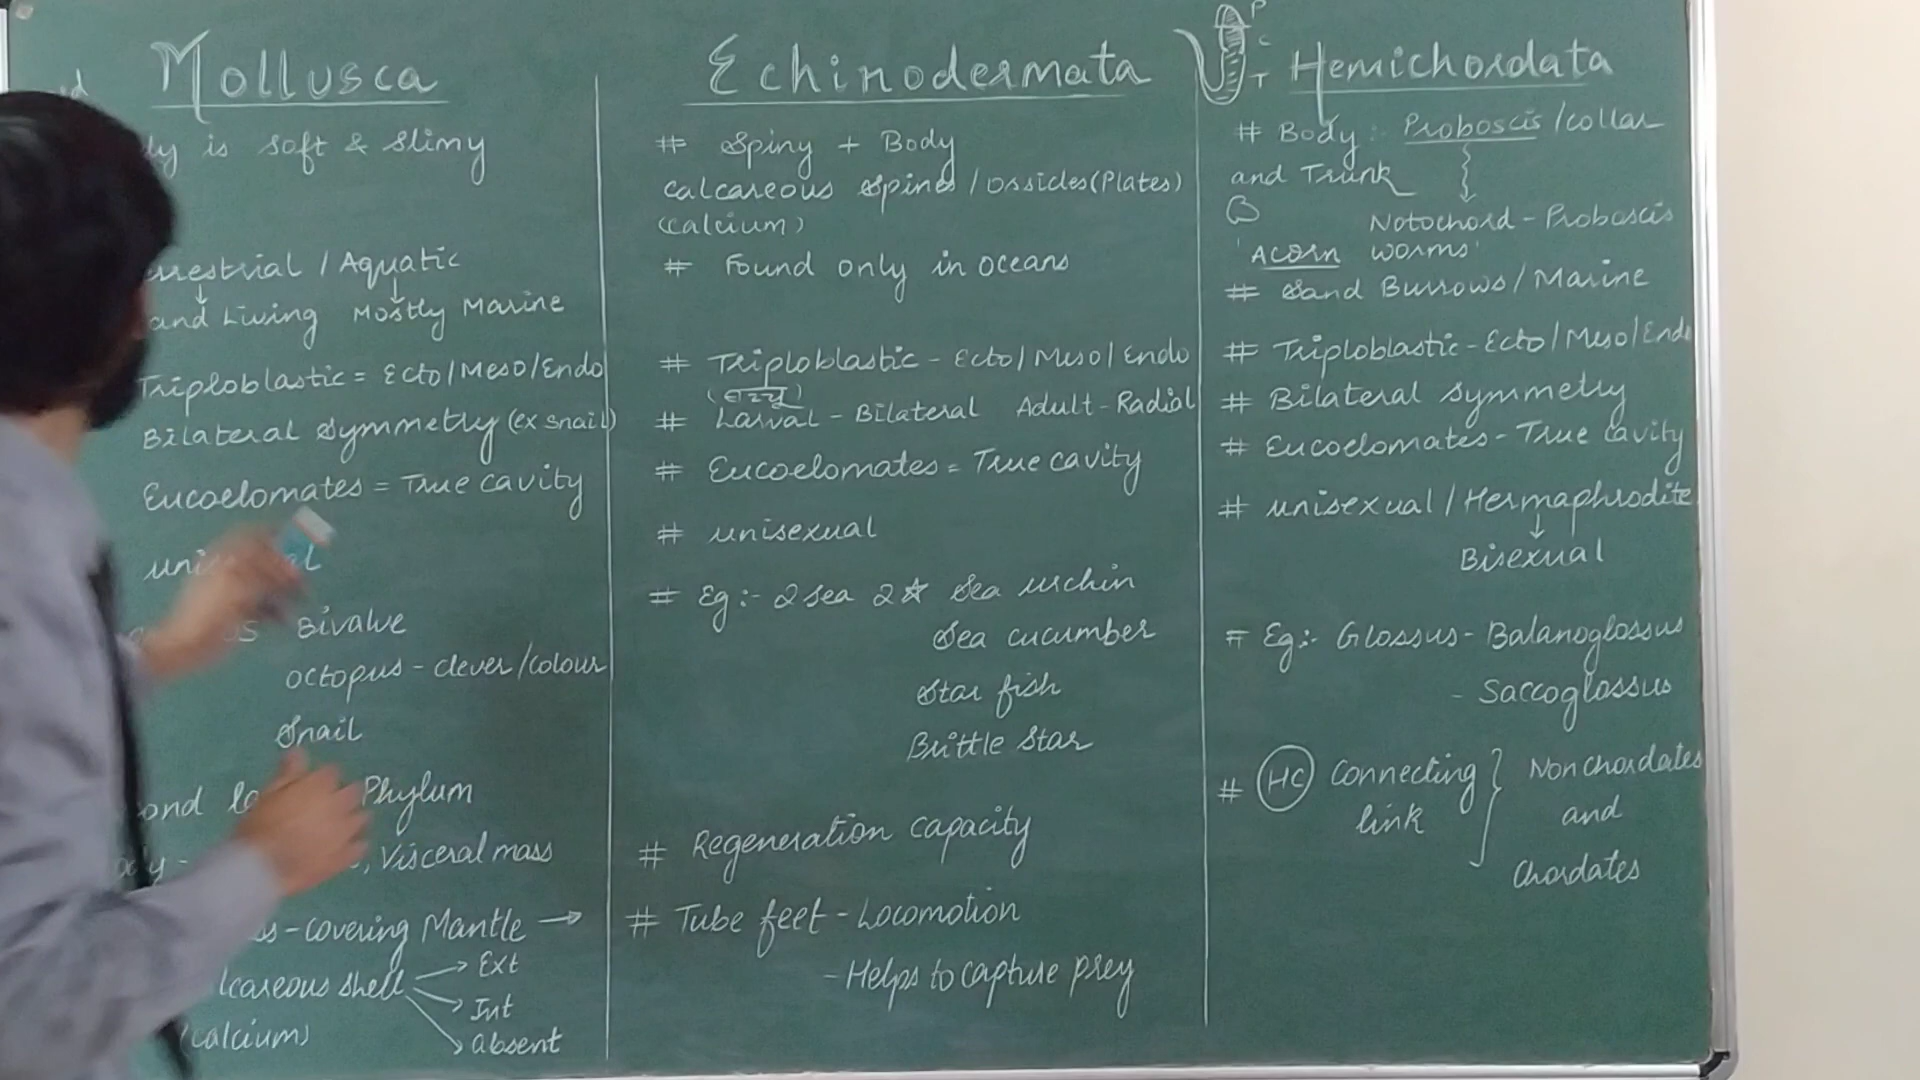 Mollusca
is soft & slimy
Terrestrial / Aquatic
Living Mostly Marine
Triploblastic = Ecto/Meso/Endo
Bilateral symmetry (ex snail)
Eucoelomates = True cavity
Bivalve
octopus - clever/colour
Snail
Phylum
, Visceral mass
- covering Mantle →
shell → Ext
→ Int
(calcium) → absent
Echinodermata
# Spiny + Body
calcareous spines / ossicles (Plates)
(calcium)
# Found only in oceans
# Triploblastic - Ecto/Meso/Endo
# Larval - Bilateral Adult - Radial
# Eucoelomates = True cavity
# unisexual
# Eg :- 2 sea 2☆ Sea urchin
Sea cucumber
Star fish
Brittle Star
# Regeneration capacity
# Tube feet - Locomotion
- Helps to capture prey
P
C
T
Hemichordata
# Body : Proboscis / collar
and Trunk
Notochord - Proboscis
'Acorn worms'
# Sand Burrows / Marine
# Triploblastic - Ecto/Meso/Endo
# Bilateral symmetry
# Eucoelomates - True cavity
# unisexual / Hermaphrodite
↓
Bisexual
# Eg :- Glossus - Balanoglossus
- Saccoglossus
# HC Connecting } Nonchordates
link and
Chordates